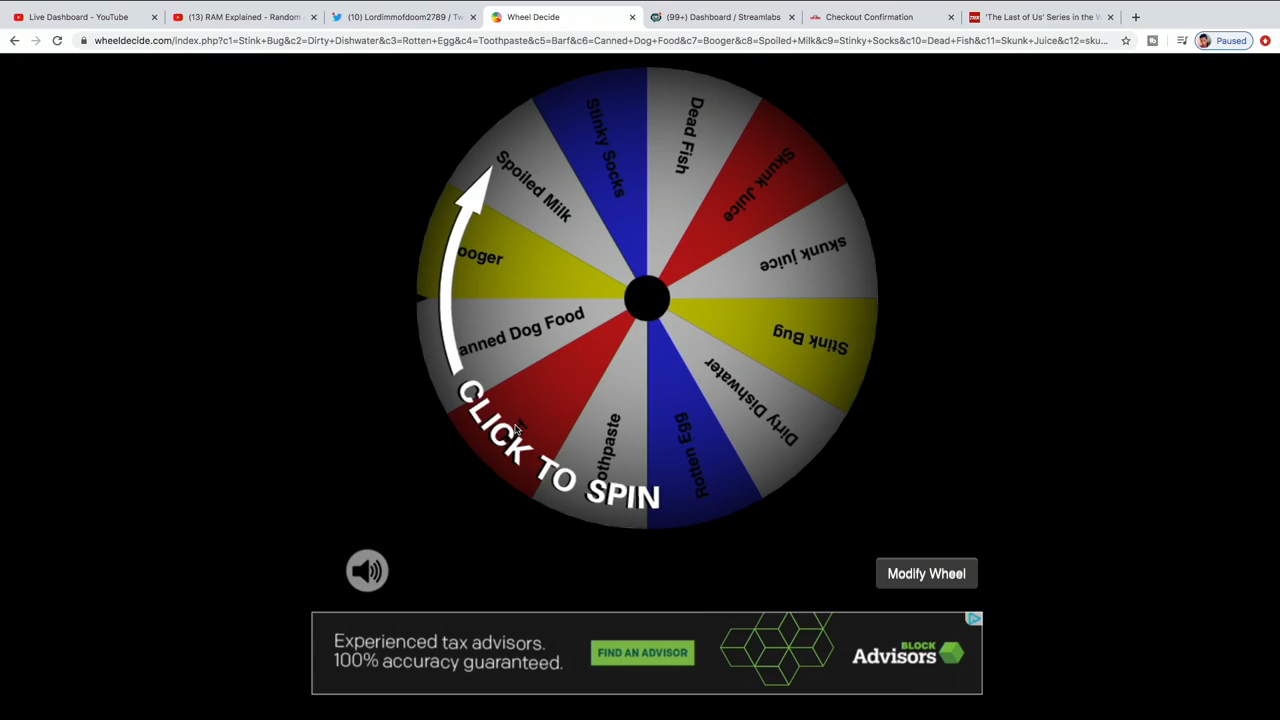 Live Dashboard - YouTube
(13) RAM Explained - Random
(10) Lordimmofdoom2789 / Tw
Wheel Decide
(99+) Dashboard / Streamlabs
Checkout Confirmation
'The Last of Us' Series in the W
wheeldecide.com/index.php?c1=Stink+Bug&c2=Dirty+Dishwater&c3=Rotten+Egg&c4=Toothpaste&c5=Barf&c6=Canned+Dog+Food&c7=Booger&c8=Spoiled+Milk&c9=Stinky+Socks&c10=Dead+Fish&c11=Skunk+Juice&c12=sku...
Paused
Stinky Socks
Dead Fish
Spoiled Milk
Skunk Juice
ooger
skunk juice
anned Dog Food
Stink Bug
Dirty Dishwater
othpaste
Rotten Egg
CLICK TO SPIN
Modify Wheel
Experienced tax advisors.
100% accuracy guaranteed.
FIND AN ADVISOR
BLOCK
Advisors